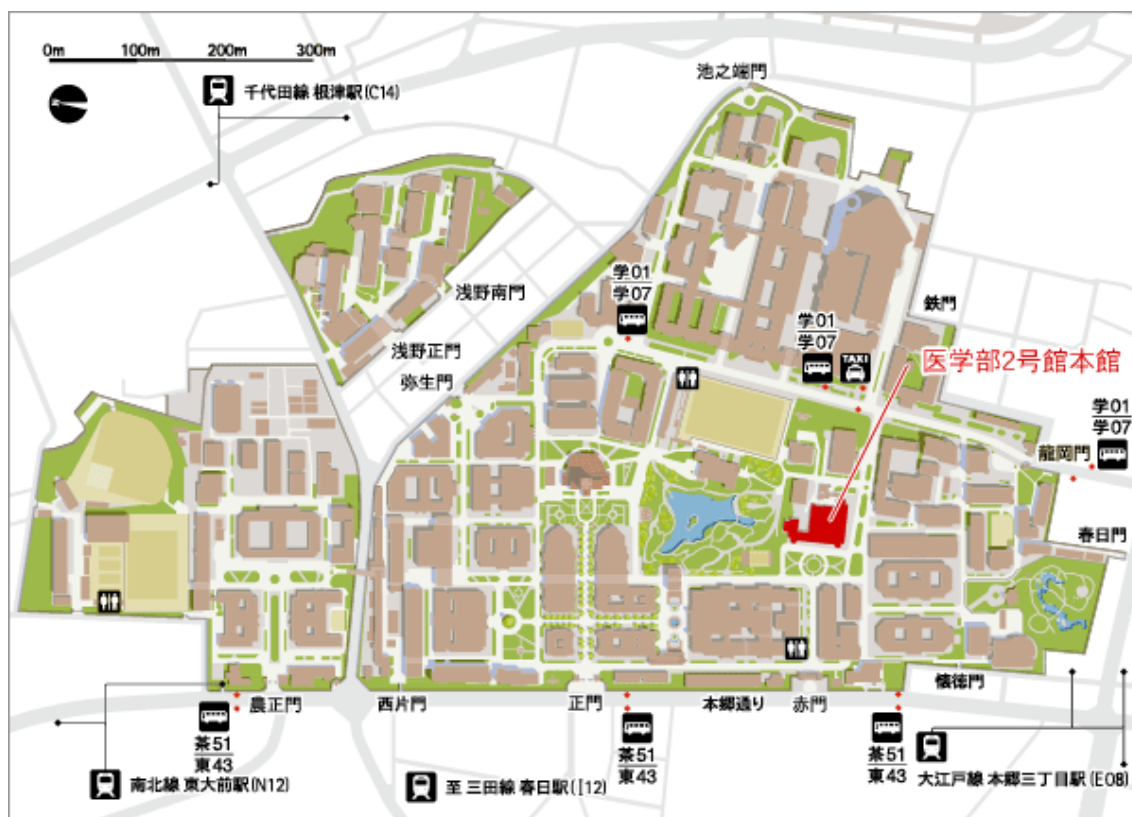 0m 100m 200m 300m
千代田線 根津駅(C14)
池之端門
学01
学07
浅野南門
浅野正門
弥生門
学01
学07
TAXI
鉄門
医学部2号館本館
学01
学07
龍岡門
春日門
懐徳門
農正門
西片門
正門
本郷通り
赤門
茶51
東43
茶51
東43
茶51
東43
南北線 東大前駅(N12)
至 三田線 春日駅(I12)
大江戸線 本郷三丁目駅(E08)